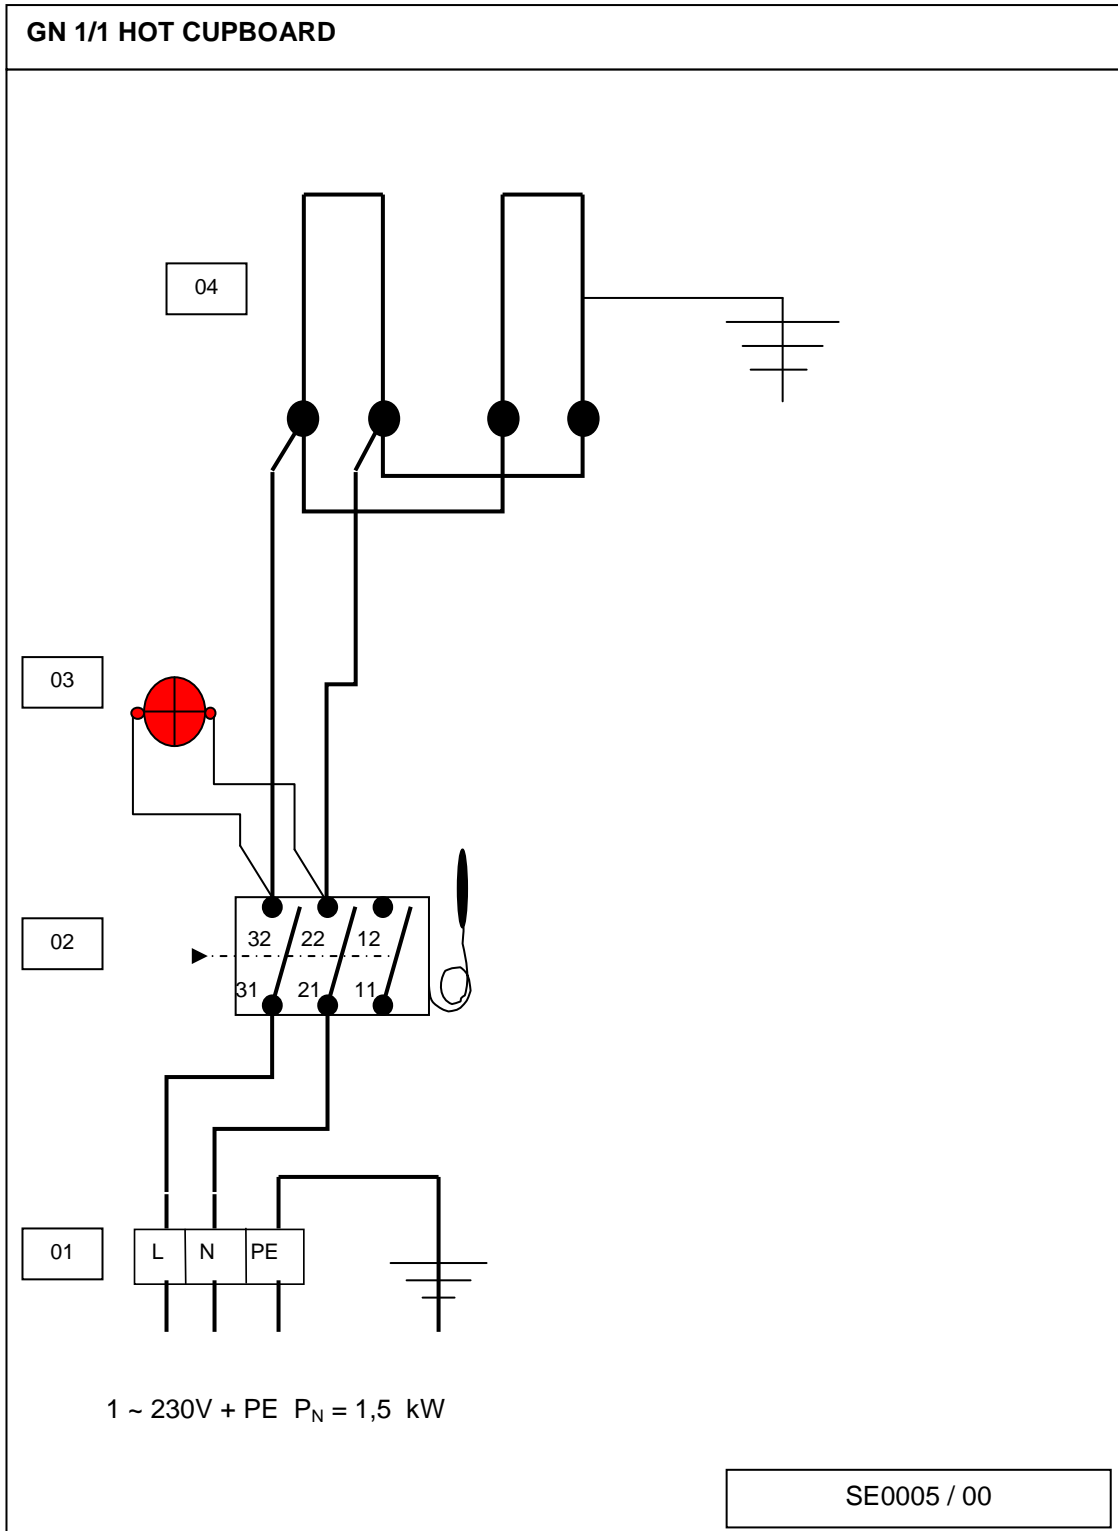 GN 1/1 HOT CUPBOARD
04
03
02
32 22 12
31 21 11
01
L N PE
1 ~ 230V + PE P_N = 1,5 kW
SE0005 / 00